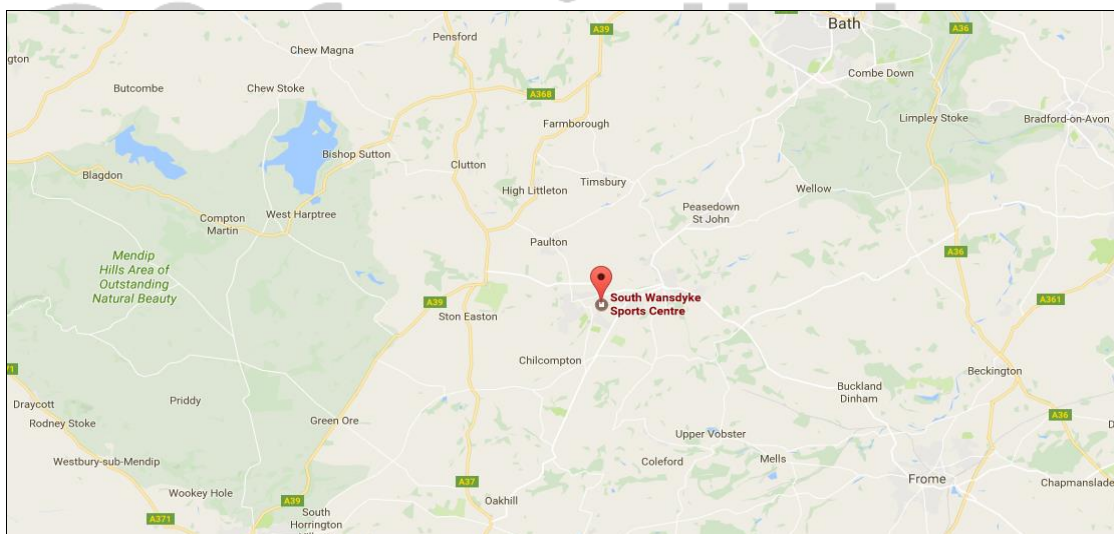 A39
Bath
A36
Pensford
Chew Magna
gton
Butcombe
Chew Stoke
A368
Combe Down
Farmborough
Limpley Stoke
Bradford-on-Avon
Bishop Sutton
Blagdon
Clutton
High Littleton
Timsbury
Wellow
Compton
Martin
West Harptree
Peasedown
St John
Paulton
A36
Mendip
Hills Area of
Outstanding
Natural Beauty
A39
Ston Easton
South Wansdyke
Sports Centre
A361
Chilcompton
71
Beckington
Buckland
Dinham
Draycott
Priddy
Rodney Stoke
Green Ore
A36
D
Upper Vobster
Westbury-sub-Mendip
Coleford
Mells
Frome
Chapmanslade
Wookey Hole
A37
A39
Oakhill
A371
South
Horrington